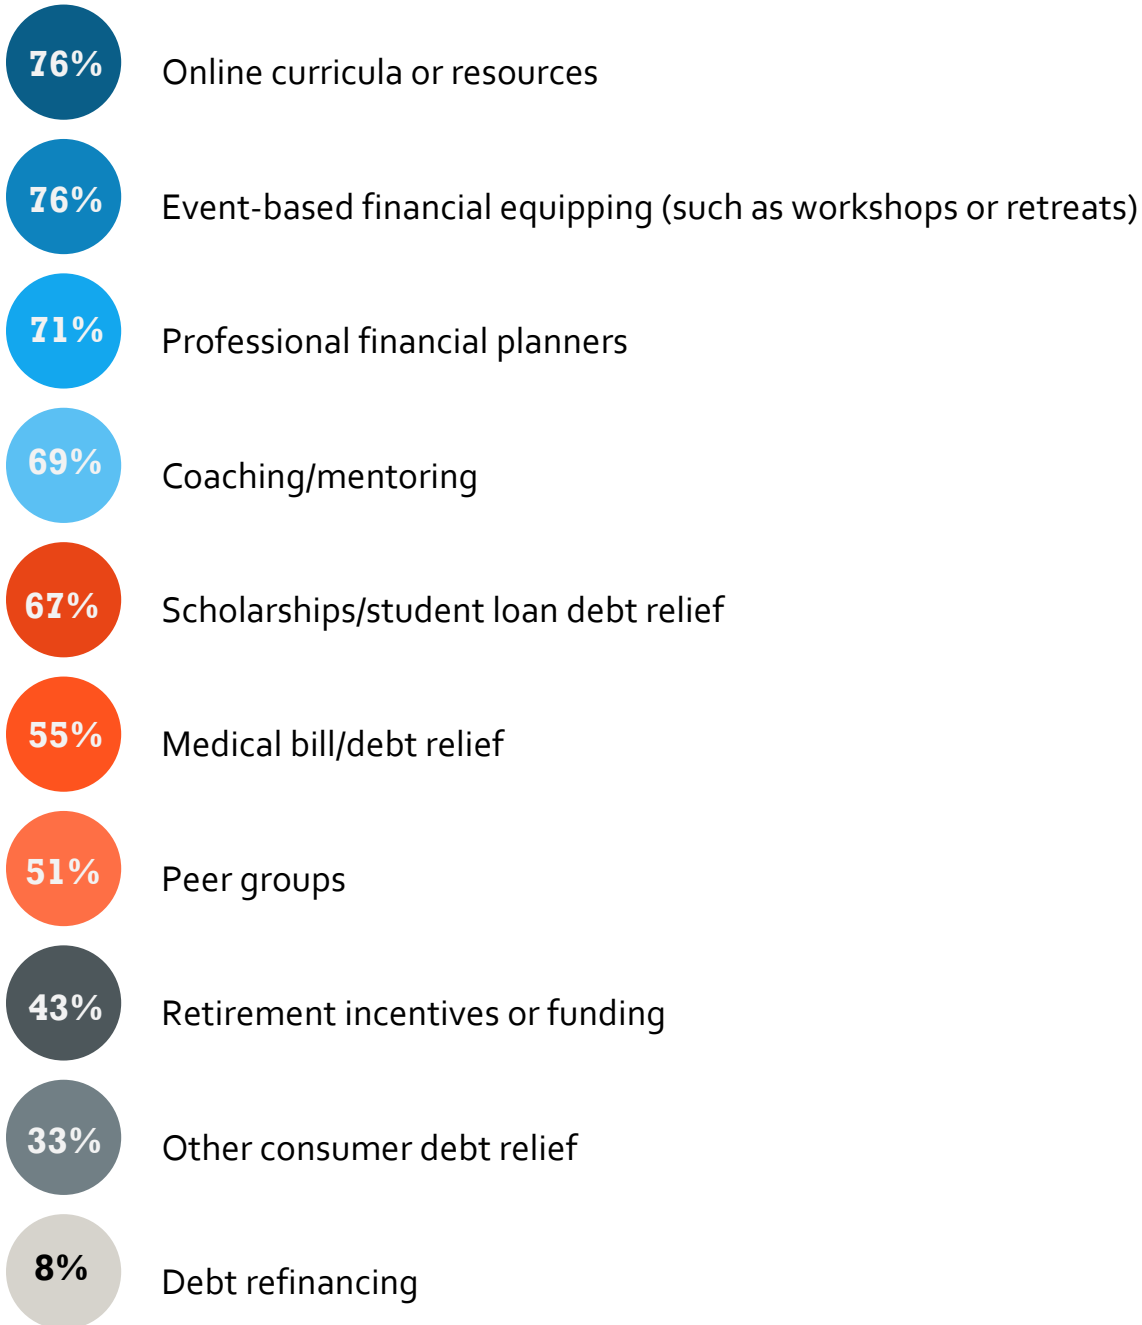 76% Online curricula or resources
76% Event-based financial equipping (such as workshops or retreats)
71% Professional financial planners
69% Coaching/mentoring
67% Scholarships/student loan debt relief
55% Medical bill/debt relief
51% Peer groups
43% Retirement incentives or funding
33% Other consumer debt relief
8% Debt refinancing